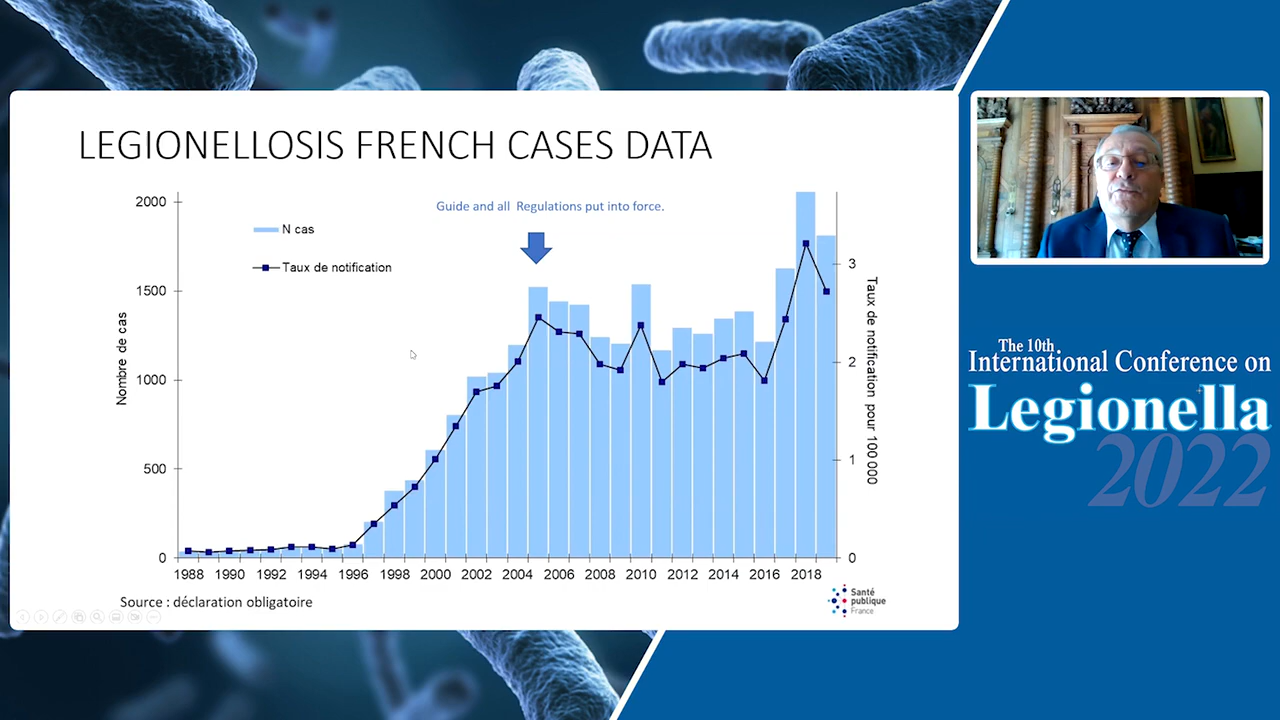 LEGIONELLOSIS FRENCH CASES DATA
Guide and all Regulations put into force.
N cas
Taux de notification
2000
1500
1000
500
0
Nombre de cas
3
2
1
0
Taux de notification pour 100 000
1988 1990 1992 1994 1996 1998 2000 2002 2004 2006 2008 2010 2012 2014 2016 2018
Source : déclaration obligatoire
Santé
publique
France
The 10th
International Conference on
Legionella
2022